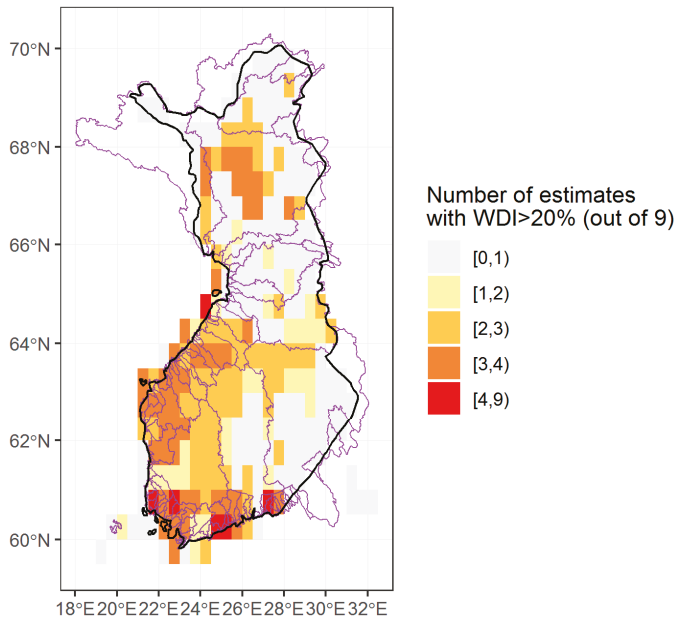 70°N
68°N
66°N
64°N
62°N
60°N
18°E 20°E 22°E 24°E 26°E 28°E 30°E 32°E
Number of estimates
with WDI>20% (out of 9)
[0,1)
[1,2)
[2,3)
[3,4)
[4,9)